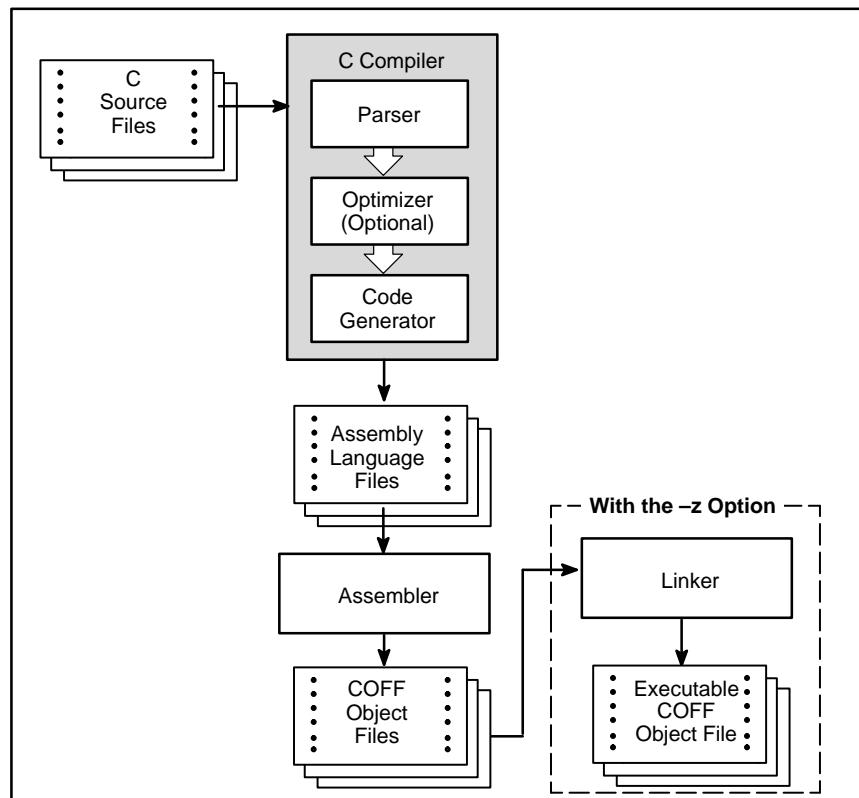 C Compiler
C
Source
Files
Parser
Optimizer
(Optional)
Code
Generator
Assembly
Language
Files
With the –z Option
Assembler
Linker
COFF
Object
Files
Executable
COFF
Object File